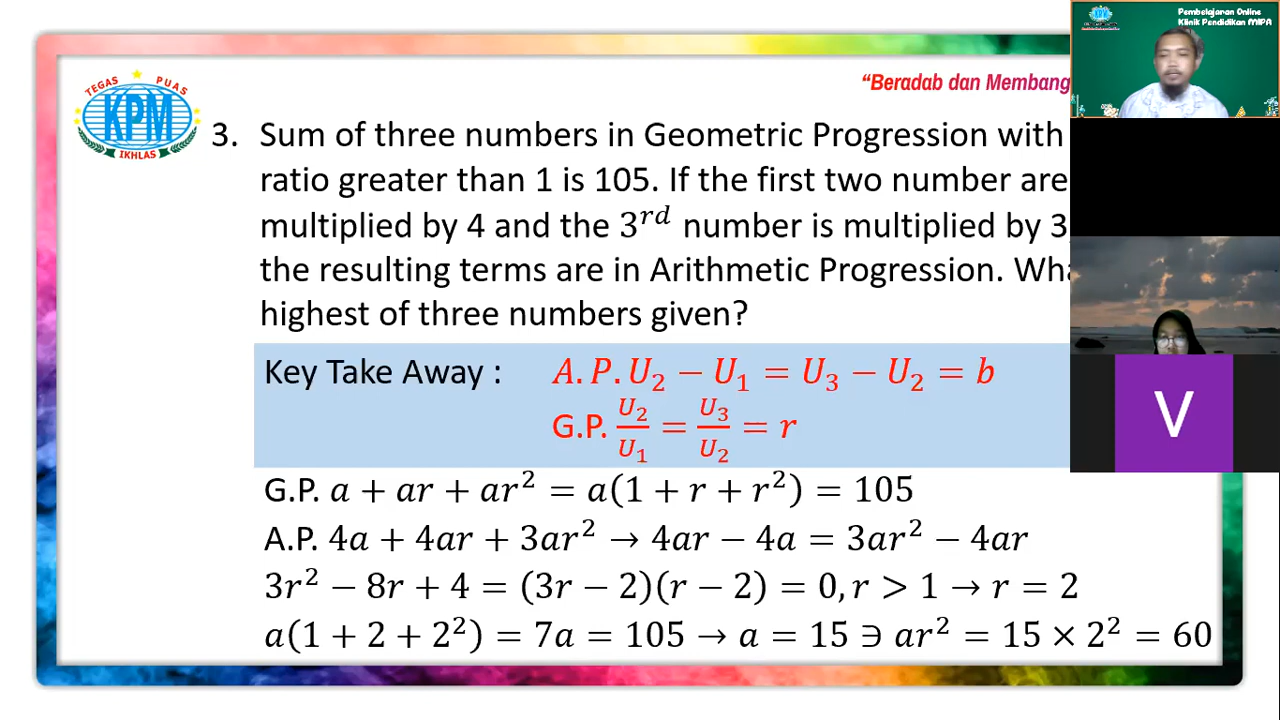 Pembelajaran Online
Klinik Pendidikan MIPA
TEGAS PUAS
KPM
IKHLAS
“Beradab dan Membang
3. Sum of three numbers in Geometric Progression with
ratio greater than 1 is 105. If the first two number are
multiplied by 4 and the 3^{rd} number is multiplied by 3,
the resulting terms are in Arithmetic Progression. Wha
highest of three numbers given?
Key Take Away : A.P. U₂ − U₁ = U₃ − U₂ = b
G.P. U₂/U₁ = U₃/U₂ = r
G.P. a + ar + ar² = a(1 + r + r²) = 105
A.P. 4a + 4ar + 3ar² → 4ar − 4a = 3ar² − 4ar
3r² − 8r + 4 = (3r − 2)(r − 2) = 0, r > 1 → r = 2
a(1 + 2 + 2²) = 7a = 105 → a = 15 ∋ ar² = 15 × 2² = 60
V